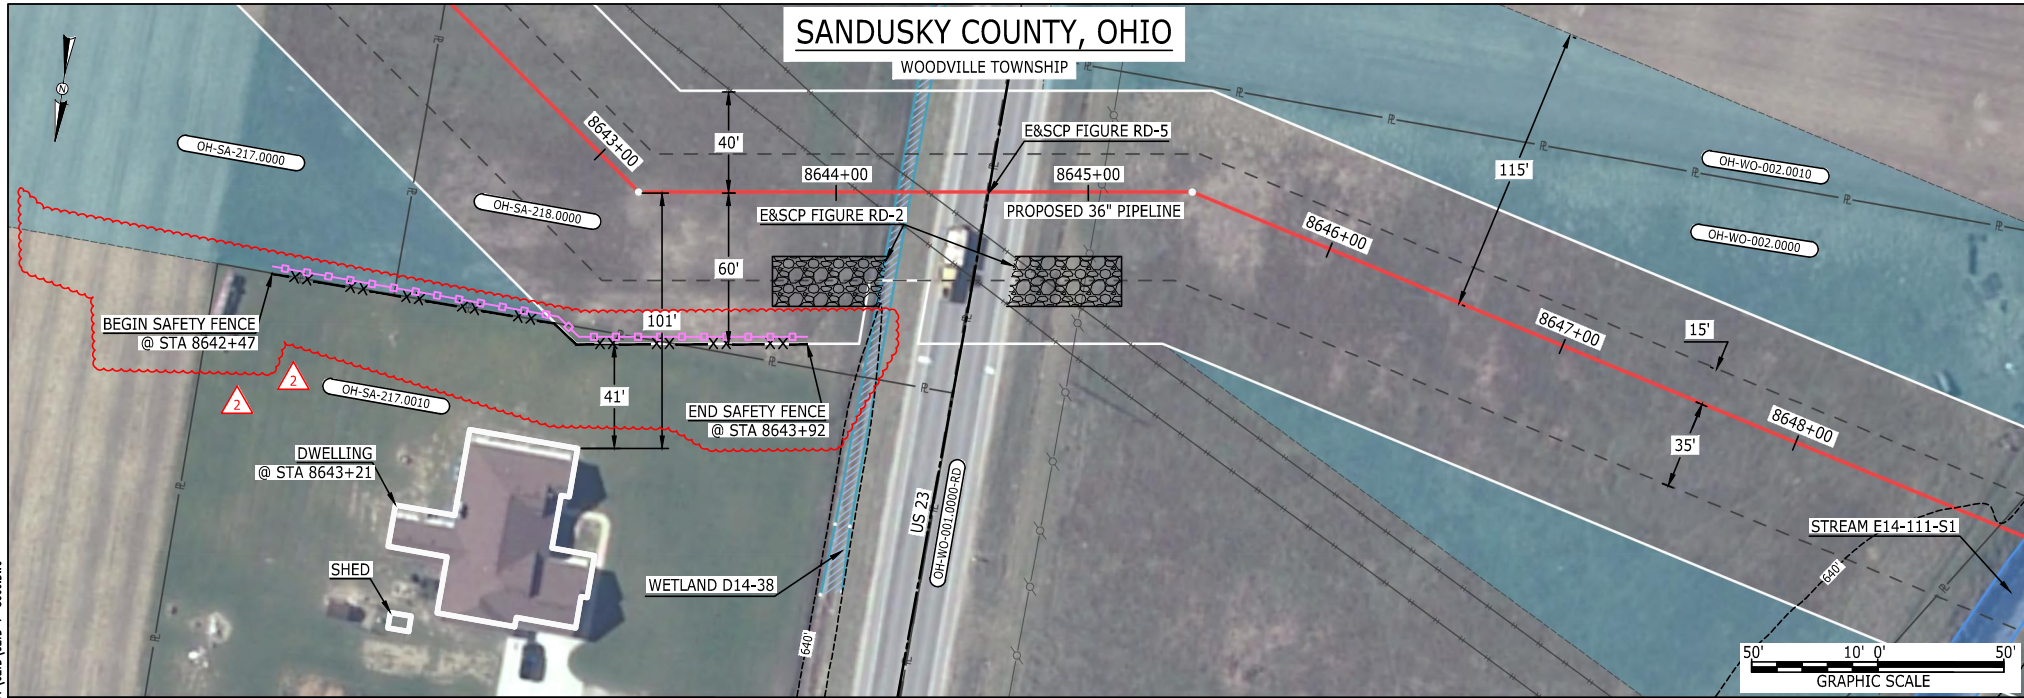 SANDUSKY COUNTY, OHIO
WOODVILLE TOWNSHIP
N
OH-SA-217.0000
8643+00
40'
E&SCP FIGURE RD-5
115'
OH-WO-002.0010
8644+00
8645+00
OH-SA-218.0000
E&SCP FIGURE RD-2
PROPOSED 36" PIPELINE
8646+00
OH-WO-002.0000
60'
BEGIN SAFETY FENCE
@ STA 8642+47
101'
8647+00
15'
2
2
OH-SA-217.0010
41'
END SAFETY FENCE
@ STA 8643+92
8648+00
35'
DWELLING
@ STA 8643+21
US 23
OH-WO-001.0000-RD
STREAM E14-111-S1
SHED
WETLAND D14-38
640'
640'
50' 10' 0' 50'
GRAPHIC SCALE